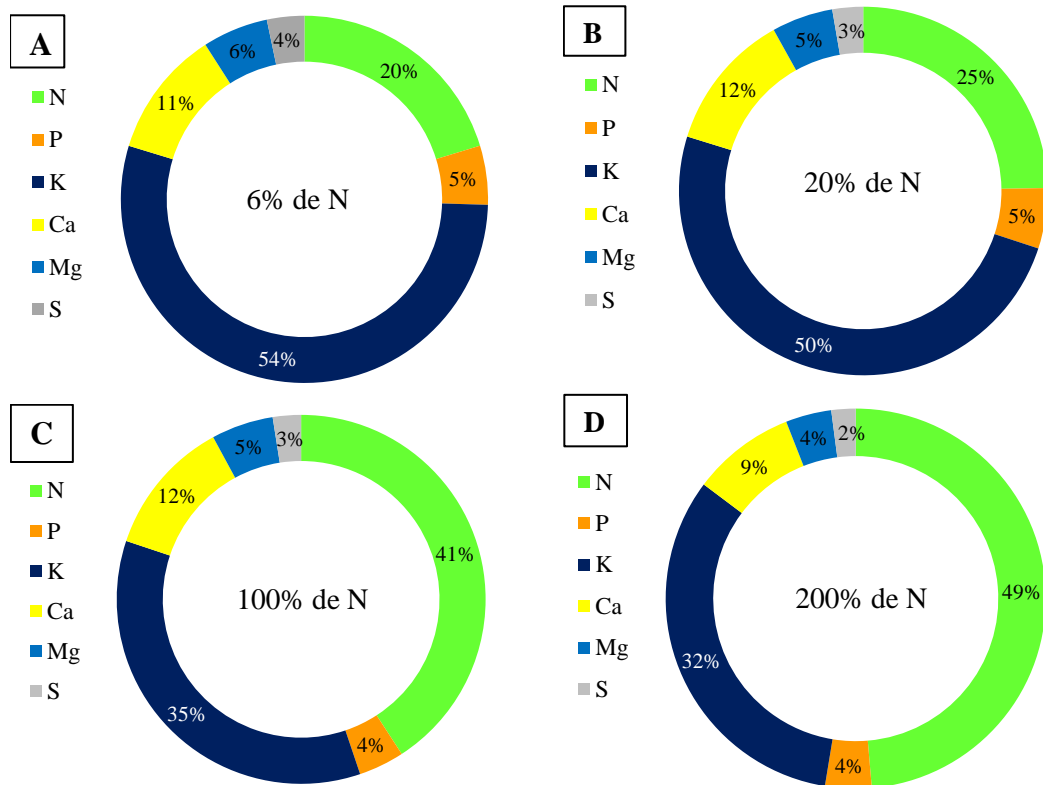 A
N
P
K
Ca
Mg
S
20%
5%
54%
11%
6%
4%
6% de N
B
N
P
K
Ca
Mg
S
25%
5%
50%
12%
5%
3%
20% de N
C
N
P
K
Ca
Mg
S
41%
4%
35%
12%
5%
3%
100% de N
D
N
P
K
Ca
Mg
S
49%
4%
32%
9%
4%
2%
200% de N